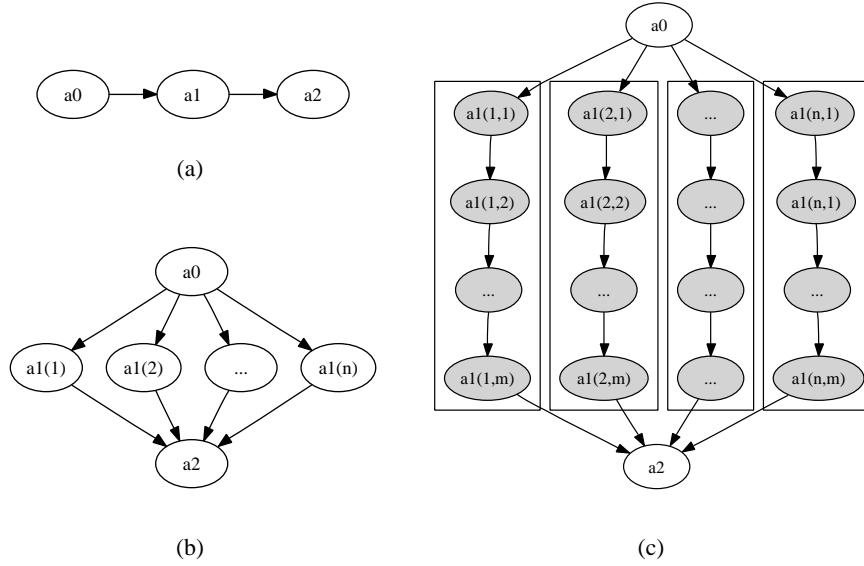 a0 a1 a2
(a)
a0
a1(1) a1(2) ... a1(n)
a2
(b)
a0
a1(1,1) a1(2,1) ... a1(n,1)
a1(1,2) a1(2,2) ... a1(n,1)
... ... ... ...
a1(1,m) a1(2,m) ... a1(n,m)
a2
(c)